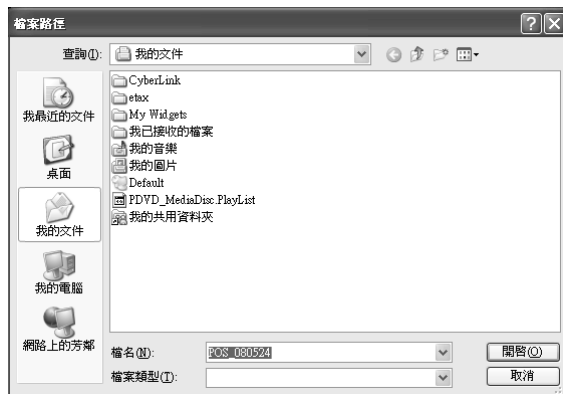 檔案路徑
查詢(I):
我的文件
我最近的文件
桌面
我的文件
我的電腦
網路上的芳鄰
CyberLink
etax
My Widgets
我已接收的檔案
我的音樂
我的圖片
Default
PDVD_MediaDisc.PlayList
我的共用資料夾
檔名(N):
POS_080524
開啓(O)
檔案類型(T):
取消